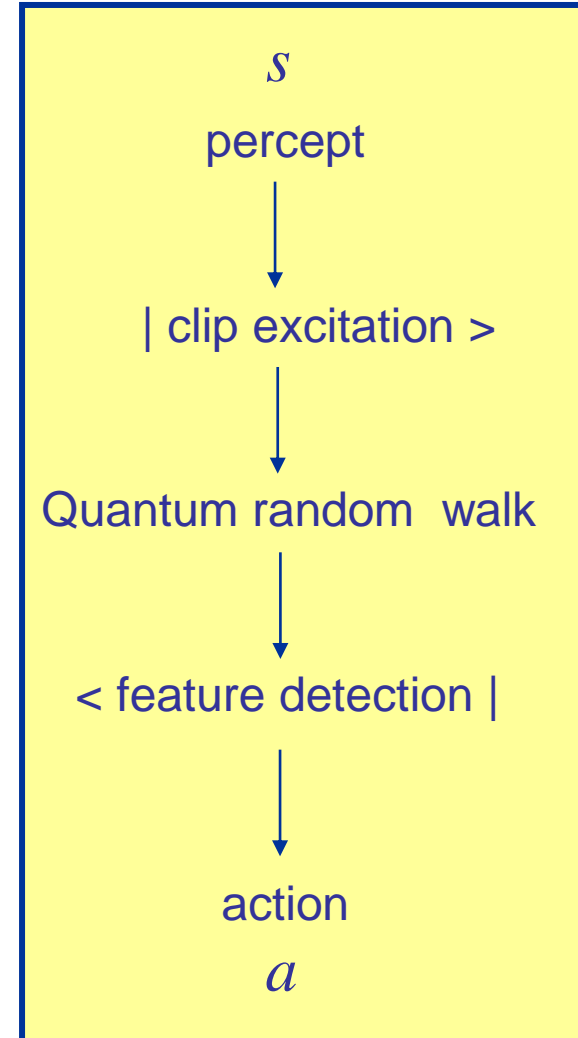 s
percept
| clip excitation >
Quantum random walk
< feature detection |
action
a